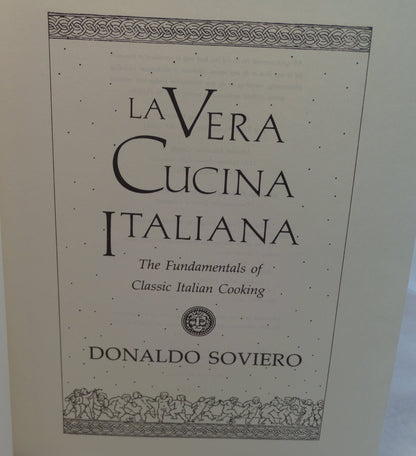 LA VERA
CUCINA
ITALIANA
The Fundamentals of
Classic Italian Cooking
DONALDO SOVIERO